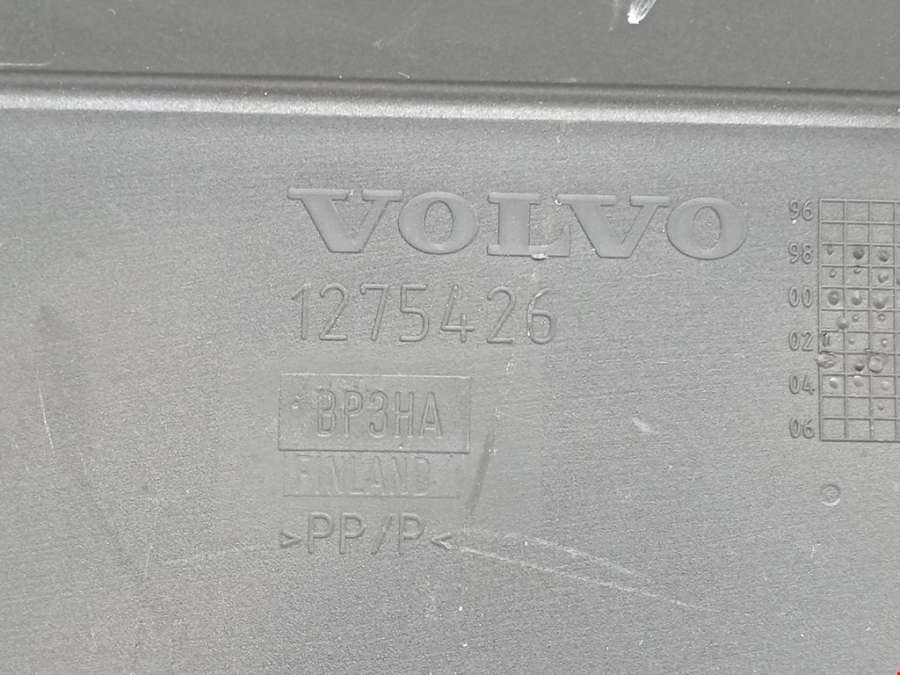 VOLVO
1275426
BP3HA
FINLAND
>PP/P<
96
98
00
02
04
06